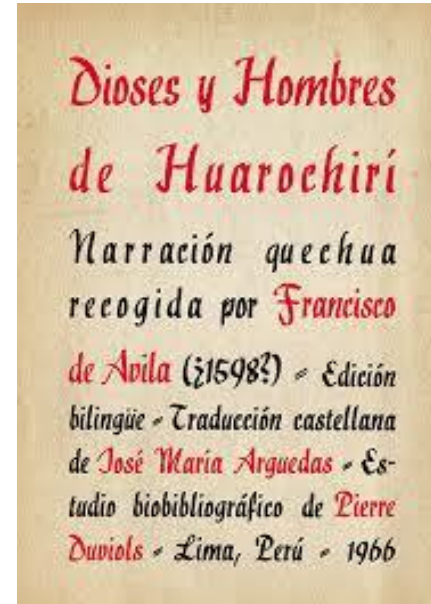 Dioses y Hombres
de Huarochirí
Narración quechua
recogida por Francisco
de Avila (¿1598?) - Edición
bilingüe - Traducción castellana
de José María Arguedas - Es-
tudio biobibliográfico de Pierre
Duviols - Lima, Perú - 1966